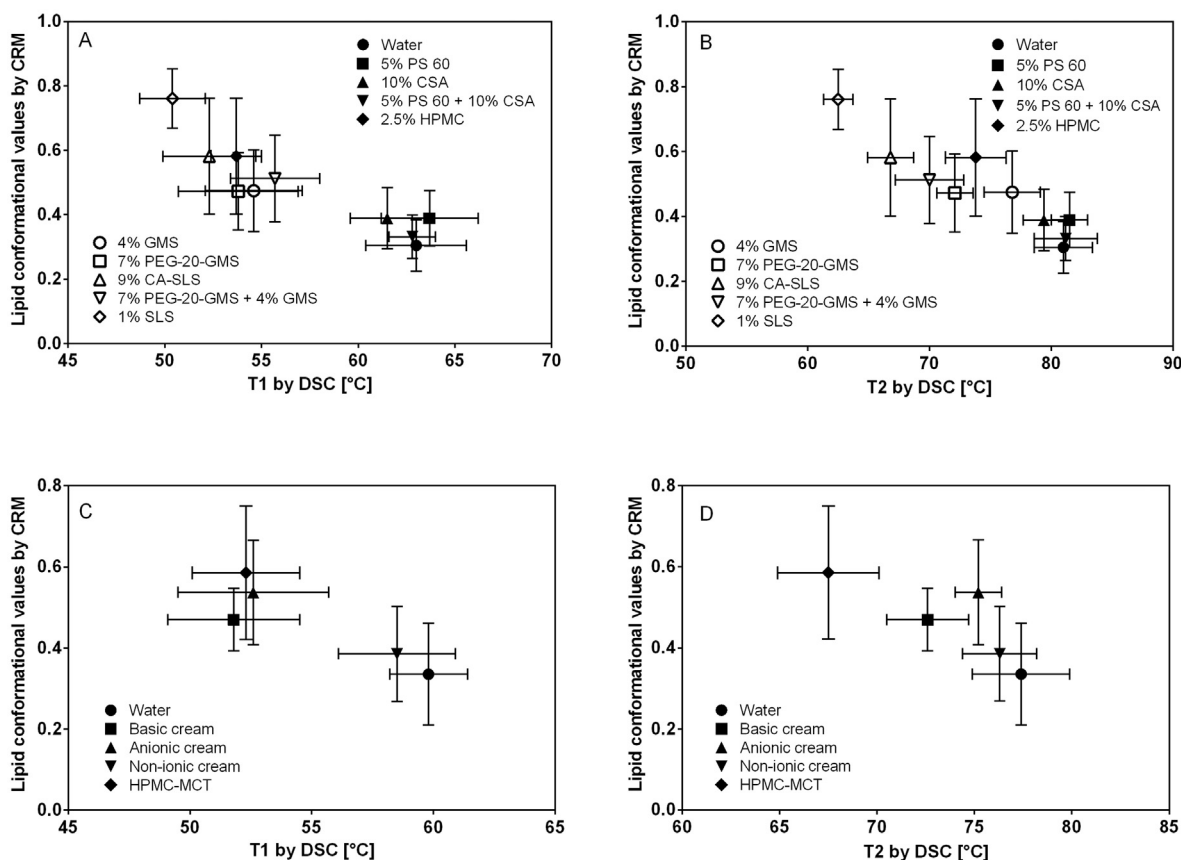 A
Lipid conformational values by CRM
1.0
0.8
0.6
0.4
0.2
0.0
Water
5% PS 60
10% CSA
5% PS 60 + 10% CSA
2.5% HPMC
4% GMS
7% PEG-20-GMS
9% CA-SLS
7% PEG-20-GMS + 4% GMS
1% SLS
45 50 55 60 65 70
T1 by DSC [°C]
B
Lipid conformational values by CRM
1.0
0.8
0.6
0.4
0.2
0.0
Water
5% PS 60
10% CSA
5% PS 60 + 10% CSA
2.5% HPMC
4% GMS
7% PEG-20-GMS
9% CA-SLS
7% PEG-20-GMS + 4% GMS
1% SLS
50 60 70 80 90
T2 by DSC [°C]
C
Lipid conformational values by CRM
0.8
0.6
0.4
0.2
0.0
Water
Basic cream
Anionic cream
Non-ionic cream
HPMC-MCT
45 50 55 60 65
T1 by DSC [°C]
D
Lipid conformational values by CRM
0.8
0.6
0.4
0.2
0.0
Water
Basic cream
Anionic cream
Non-ionic cream
HPMC-MCT
60 65 70 75 80 85
T2 by DSC [°C]